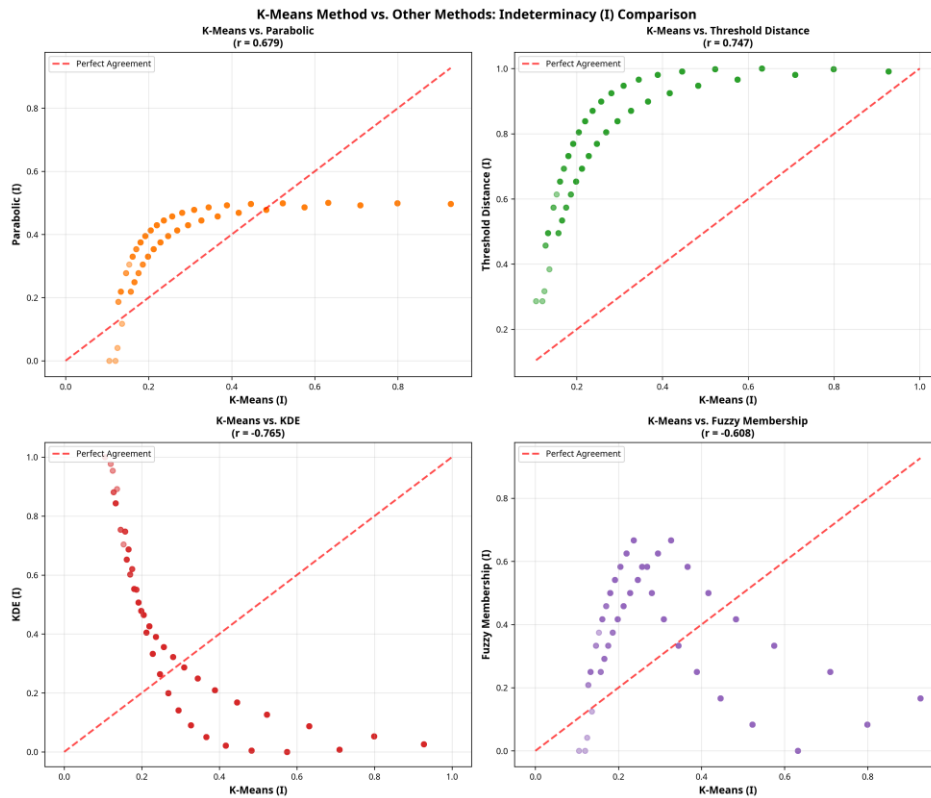 K-Means Method vs. Other Methods: Indeterminacy (I) Comparison
K-Means vs. Parabolic
(r = 0.679)
Perfect Agreement
Parabolic (I)
0.8
0.6
0.4
0.2
0.0
0.0 0.2 0.4 0.6 0.8
K-Means (I)
K-Means vs. Threshold Distance
(r = 0.747)
Perfect Agreement
Threshold Distance (I)
1.0
0.8
0.6
0.4
0.2
0.2 0.4 0.6 0.8 1.0
K-Means (I)
K-Means vs. KDE
(r = -0.765)
Perfect Agreement
KDE (I)
1.0
0.8
0.6
0.4
0.2
0.0
0.0 0.2 0.4 0.6 0.8 1.0
K-Means (I)
K-Means vs. Fuzzy Membership
(r = -0.608)
Perfect Agreement
Fuzzy Membership (I)
0.8
0.6
0.4
0.2
0.0
0.0 0.2 0.4 0.6 0.8
K-Means (I)